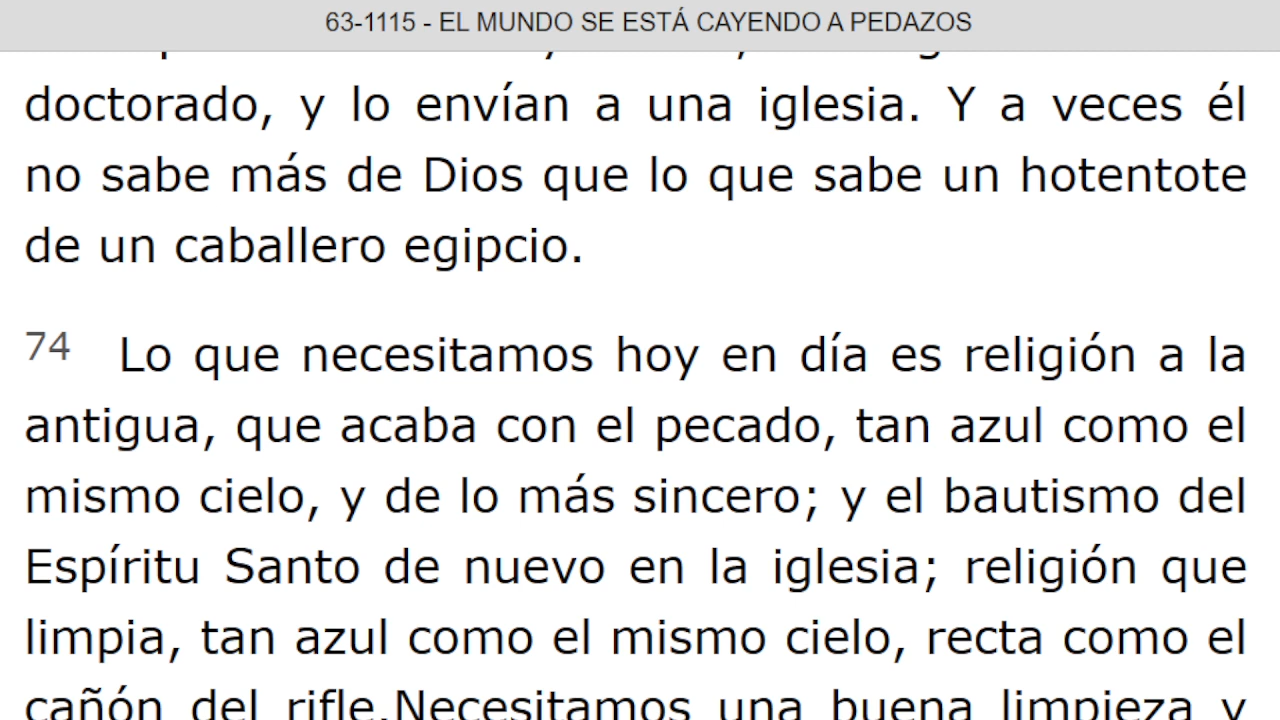 63-1115 - EL MUNDO SE ESTÁ CAYENDO A PEDAZOS
doctorado, y lo envían a una iglesia. Y a veces él
no sabe más de Dios que lo que sabe un hotentote
de un caballero egipcio.
74 Lo que necesitamos hoy en día es religión a la
antigua, que acaba con el pecado, tan azul como el
mismo cielo, y de lo más sincero; y el bautismo del
Espíritu Santo de nuevo en la iglesia; religión que
limpia, tan azul como el mismo cielo, recta como el
cañón del rifle.Necesitamos una buena limpieza y